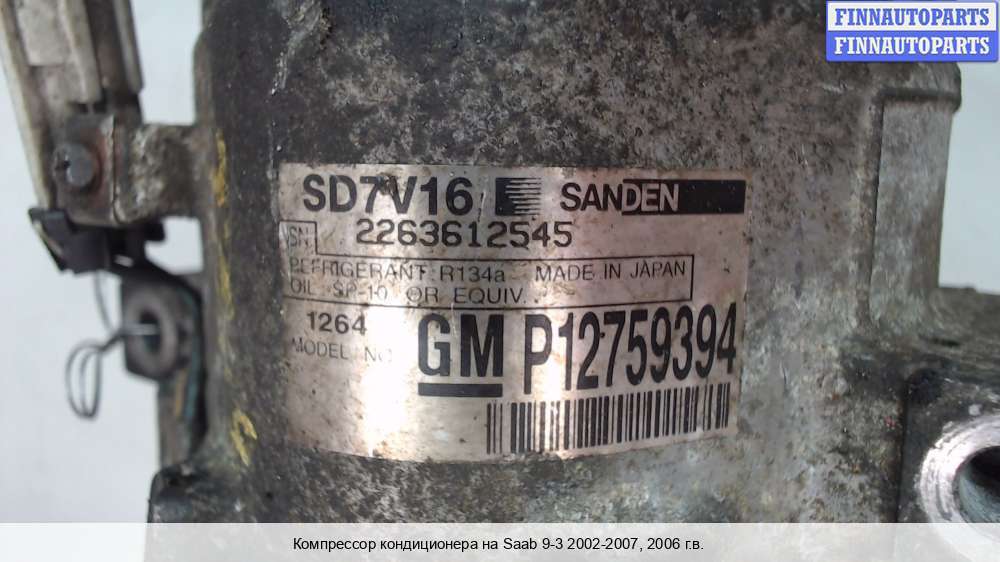 FINNAUTOPARTS
FINNAUTOPARTS
SD7V16 SANDEN
SN 2263612545
REFRIGERANT: R134a MADE IN JAPAN
OIL SP-10 OR EQUIV.
1264
MODEL NO
GM P12759394
Компрессор кондиционера на Saab 9-3 2002-2007, 2006 г.в.